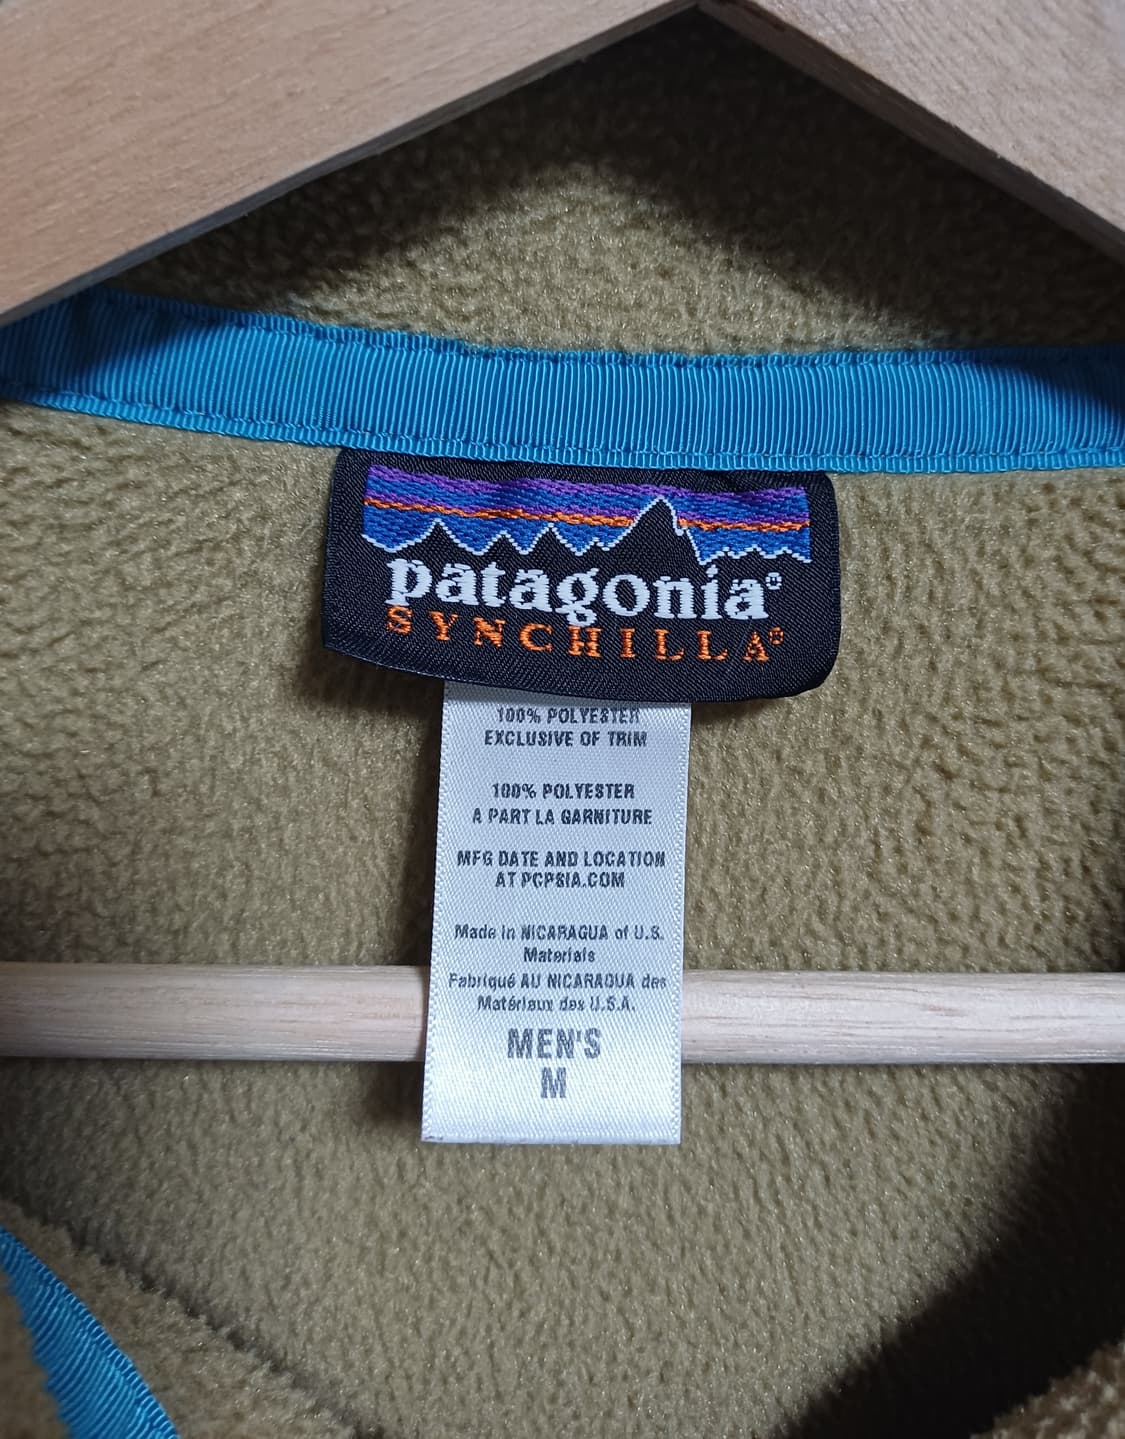 patagonia®
SYNCHILLA®
100% POLYESTER
EXCLUSIVE OF TRIM
100% POLYESTER
A PART LA GARNITURE
MFG DATE AND LOCATION
AT PCPSIA.COM
Made in NICARAGUA of U.S.
Materials
Fabriqué AU NICARAGUA des
Matériaux des U.S.A.
MEN'S
M